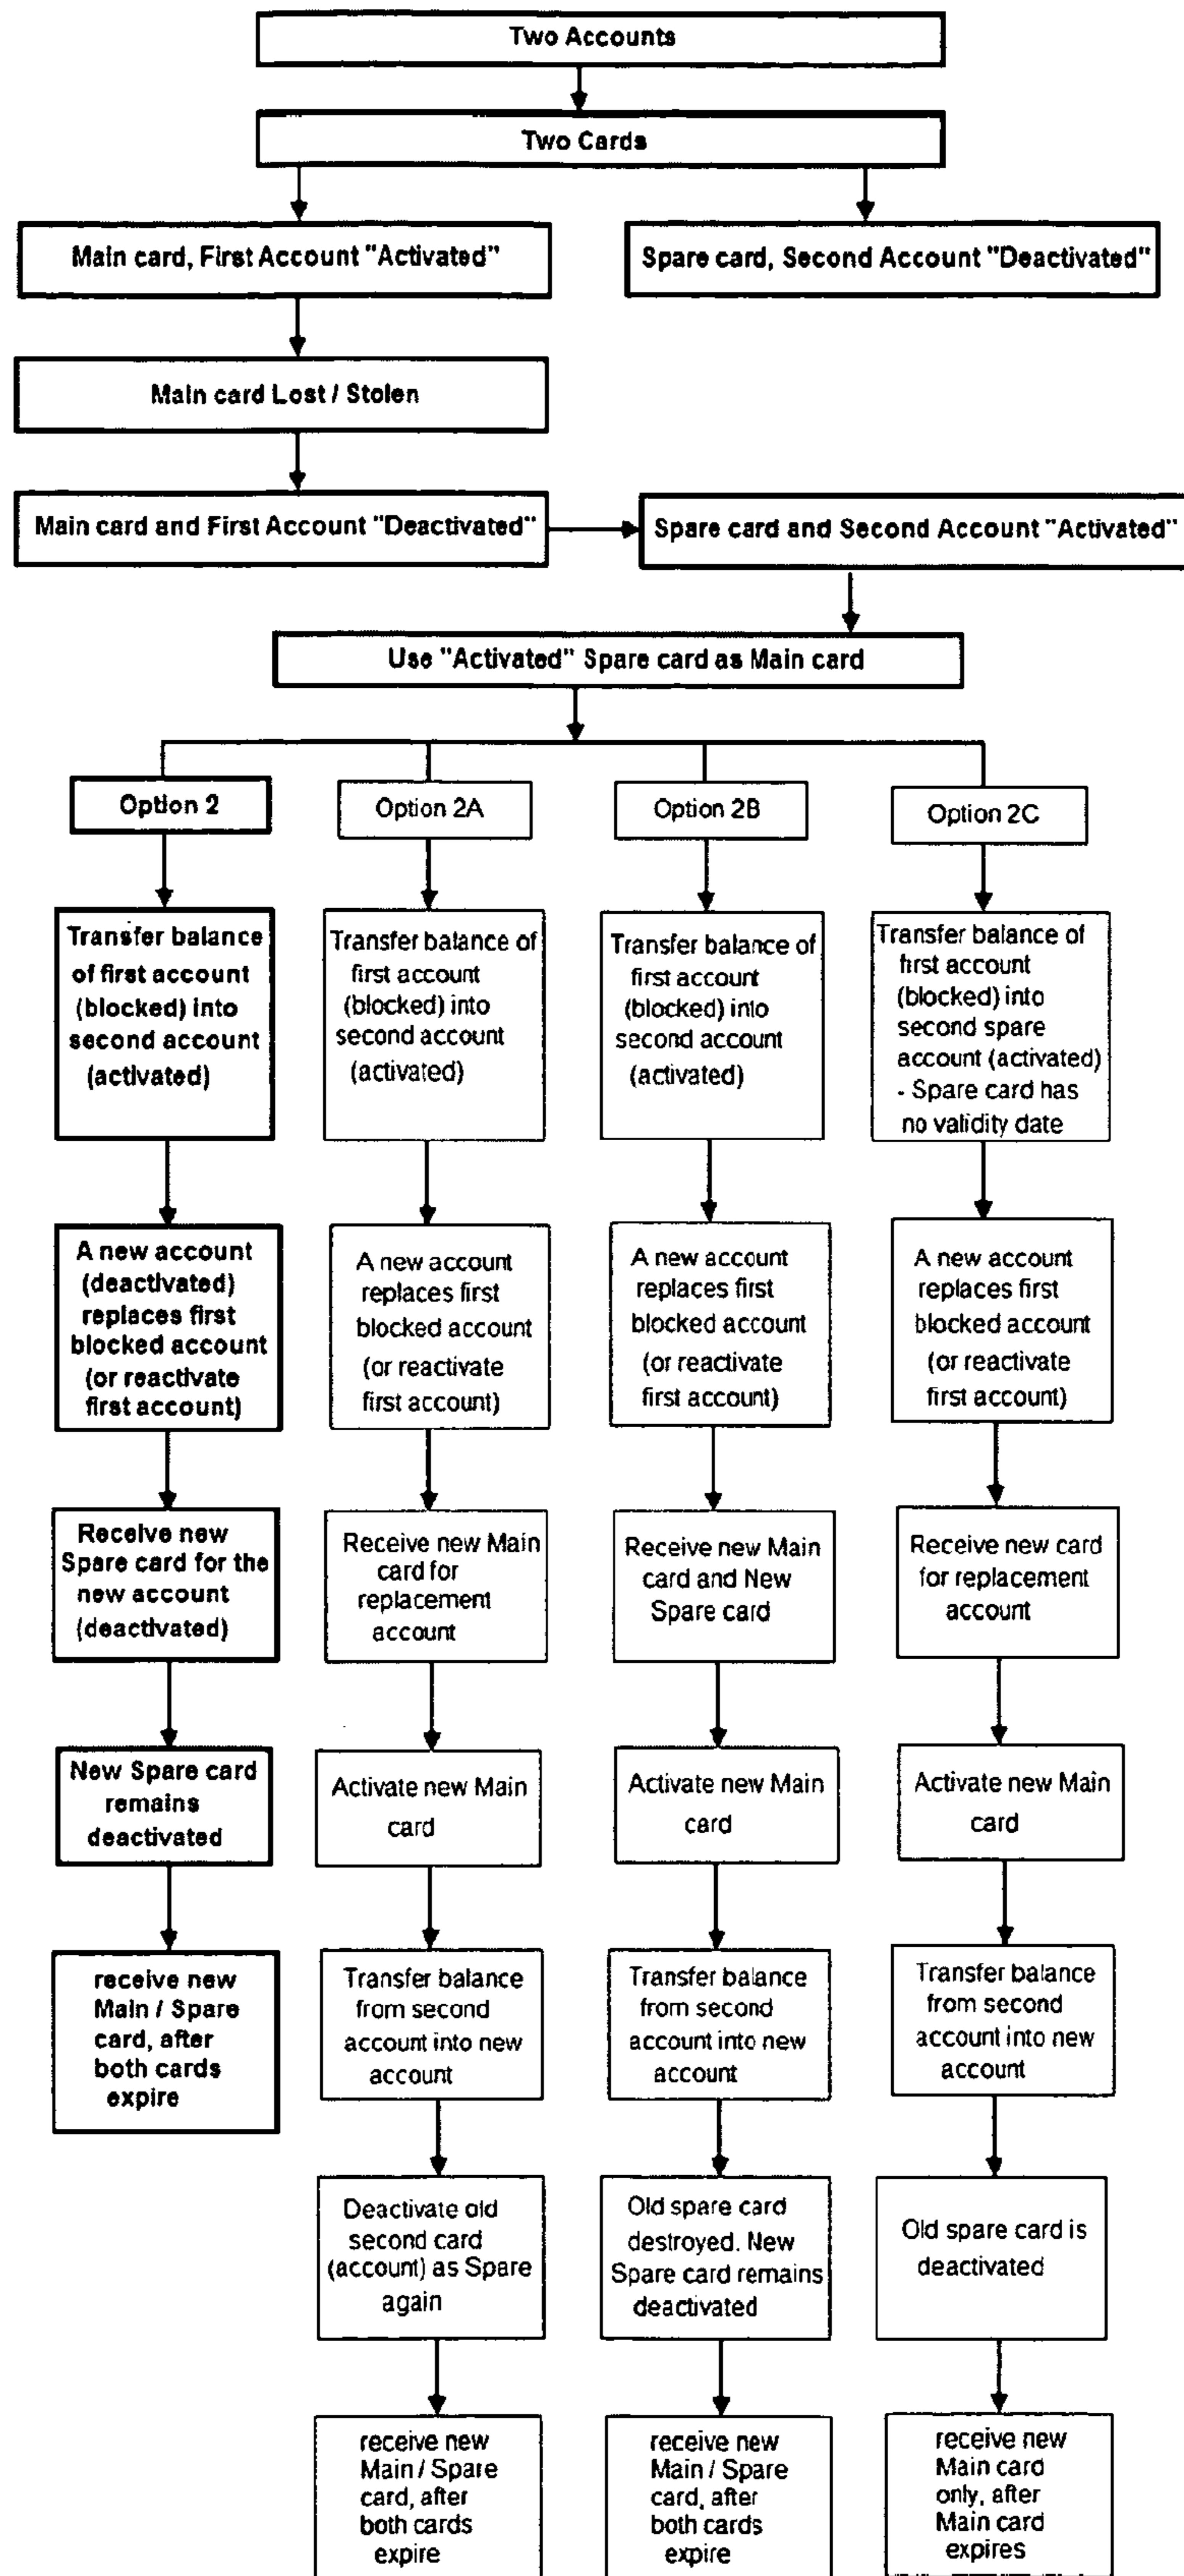 Two Accounts
Two Cards
Main card, First Account "Activated"
Spare card, Second Account "Deactivated"
Main card Lost / Stolen
Main card and First Account "Deactivated"
Spare card and Second Account "Activated"
Use "Activated" Spare card as Main card
Option 2
Transfer balance
of first account
(blocked) into
second account
(activated)
A new account
(deactivated)
replaces first
blocked account
(or reactivate
first account)
Receive new
Spare card for the
new account
(deactivated)
New Spare card
remains
deactivated
receive new
Main / Spare
card, after
both cards
expire
Option 2A
Transfer balance of
first account
(blocked) into
second account
(activated)
A new account
replaces first
blocked account
(or reactivate
first account)
Receive new Main
card for
replacement
account
Activate new Main
card
Transfer balance
from second
account into new
account
Deactivate old
second card
(account) as Spare
again
receive new
Main / Spare
card, after
both cards
expire
Option 2B
Transfer balance of
first account
(blocked) into
second account
(activated)
A new account
replaces first
blocked account
(or reactivate
first account)
Receive new Main
card and New
Spare card
Activate new Main
card
Transfer balance
from second
account into new
account
Old spare card
destroyed. New
Spare card remains
deactivated
receive new
Main / Spare
card, after
both cards
expire
Option 2C
Transfer balance of
first account
(blocked) into
second spare
account (activated)
- Spare card has
no validity date
A new account
replaces first
blocked account
(or reactivate
first account)
Receive new card
for replacement
account
Activate new Main
card
Transfer balance
from second
account into new
account
Old spare card is
deactivated
receive new
Main card
only, after
Main card
expires